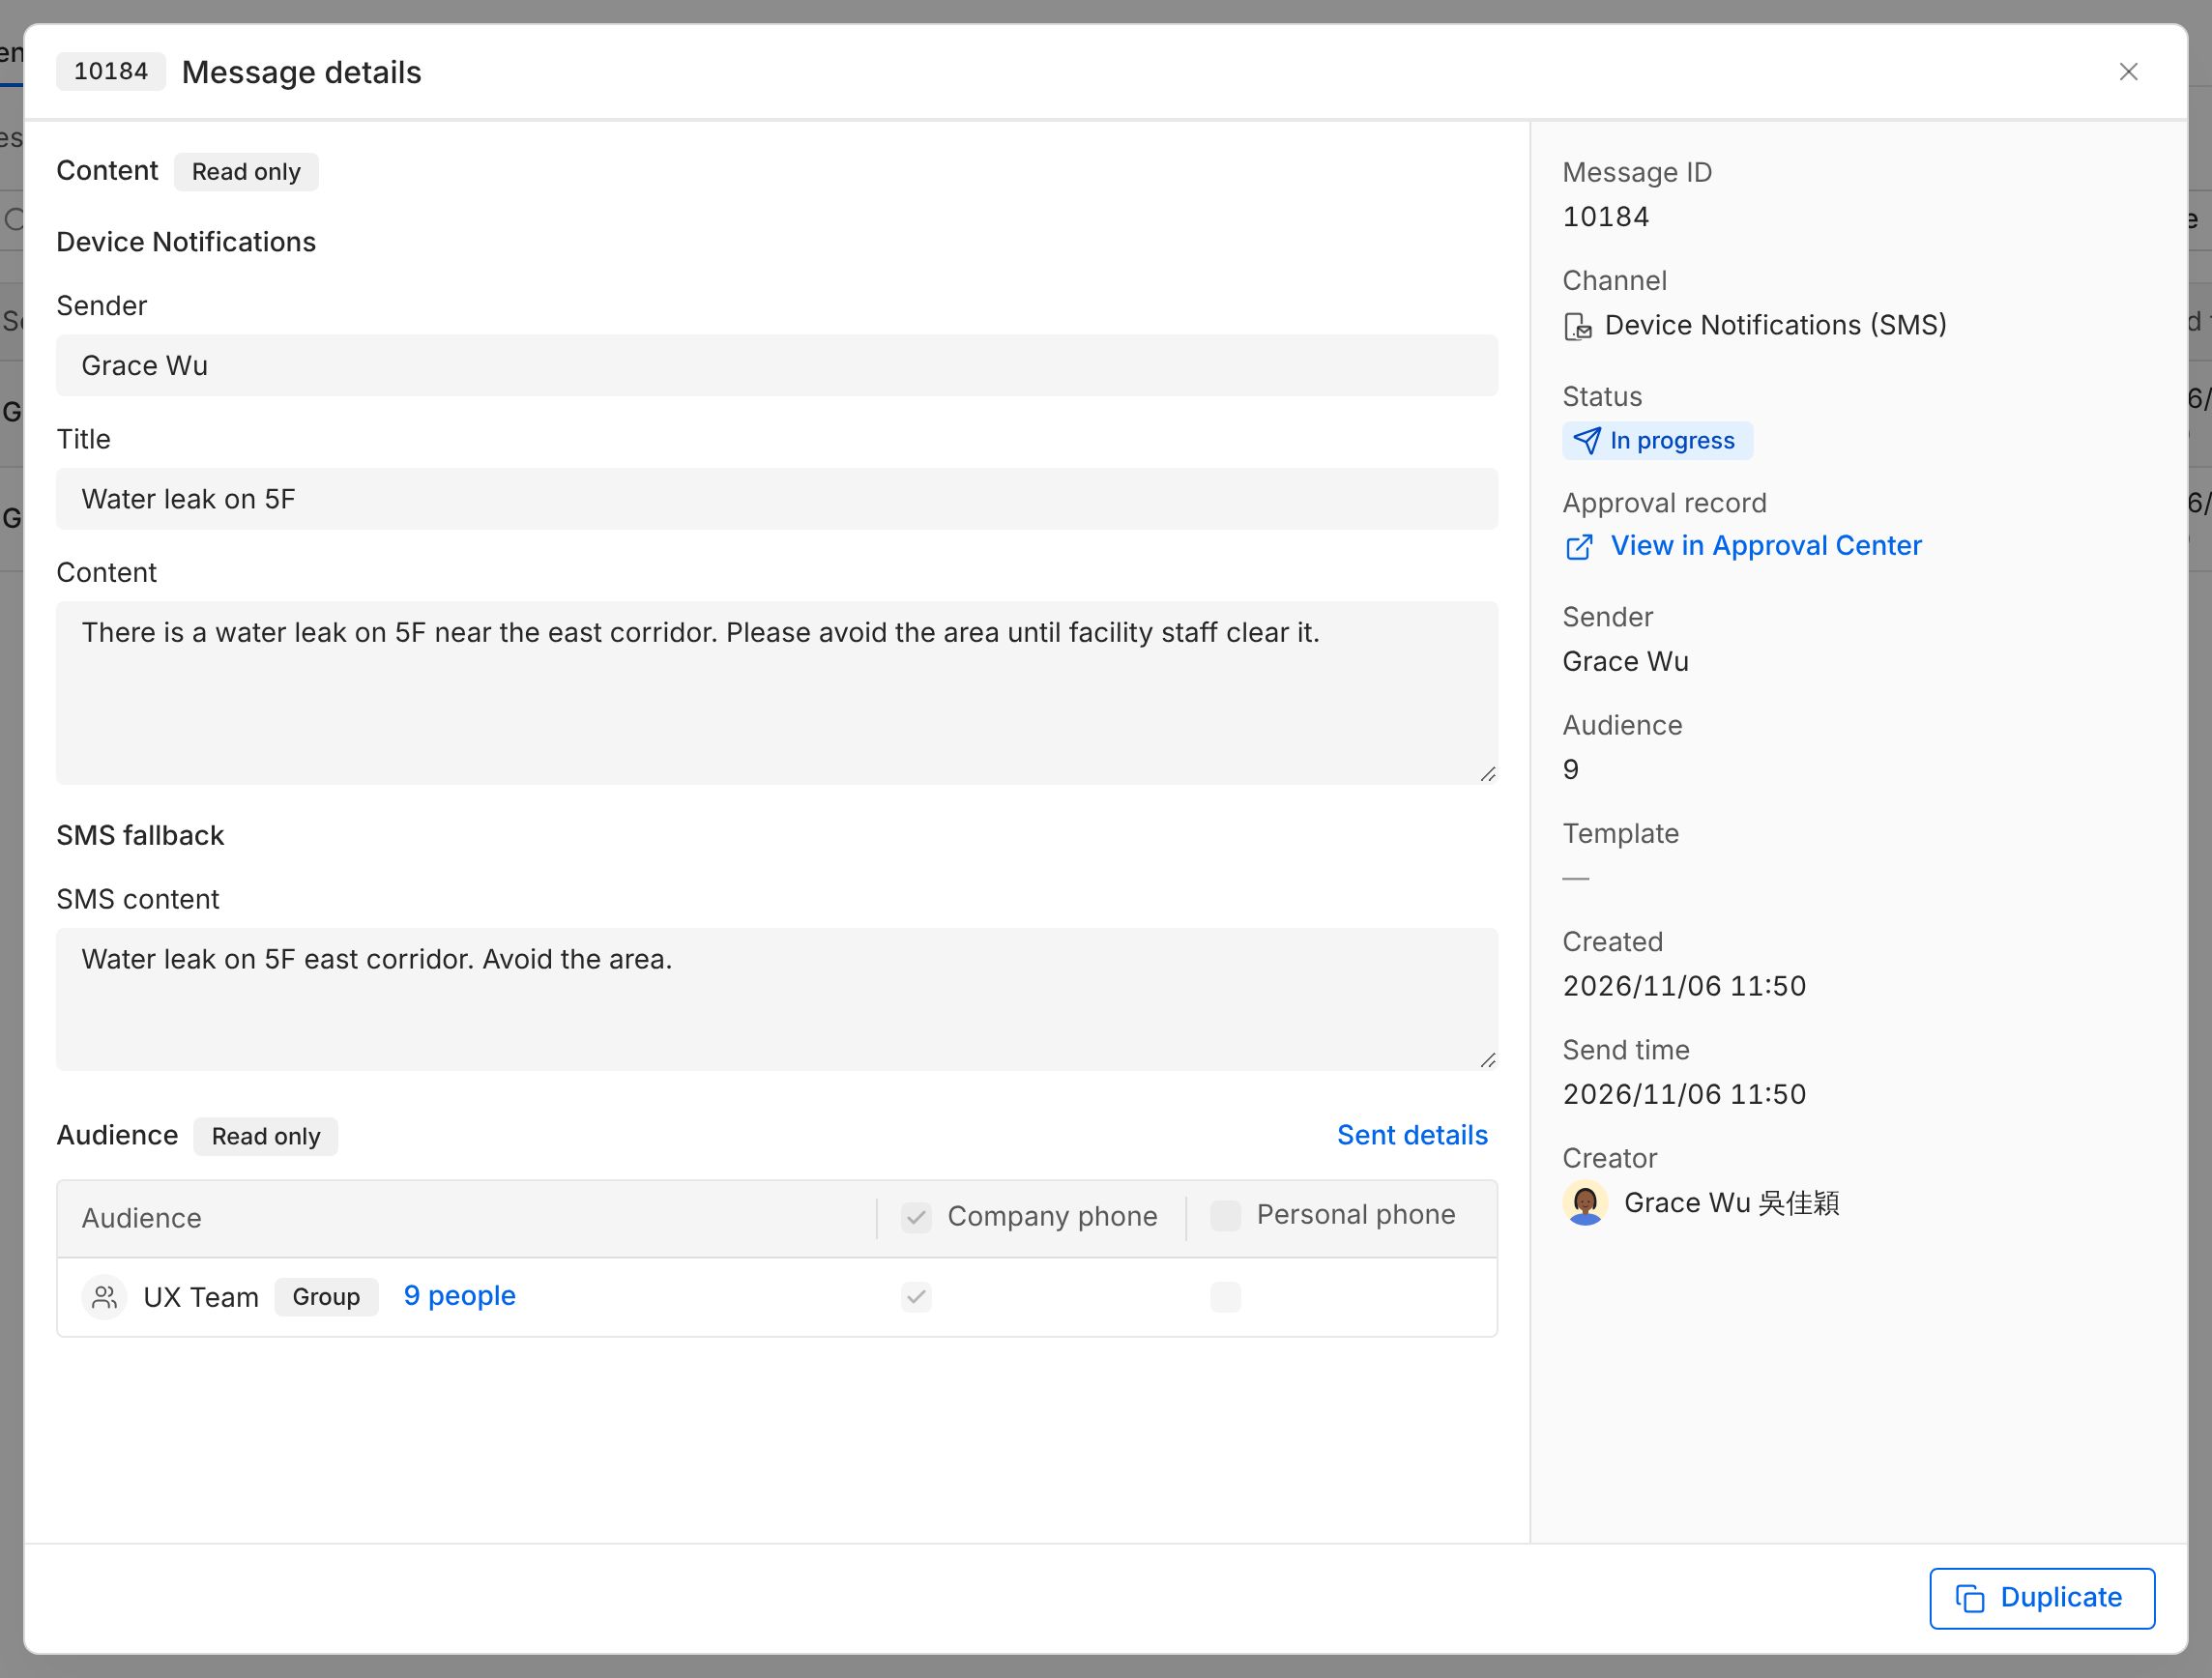 10184 Message details
Content Read only
Device Notifications
Sender
Grace Wu
Title
Water leak on 5F
Content
There is a water leak on 5F near the east corridor. Please avoid the area until facility staff clear it.
SMS fallback
SMS content
Water leak on 5F east corridor. Avoid the area.
Audience Read only Sent details
Audience Company phone Personal phone
UX Team Group 9 people
Message ID
10184
Channel
Device Notifications (SMS)
Status
In progress
Approval record
View in Approval Center
Sender
Grace Wu
Audience
9
Template
—
Created
2026/11/06 11:50
Send time
2026/11/06 11:50
Creator
Grace Wu 吳佳穎
Duplicate